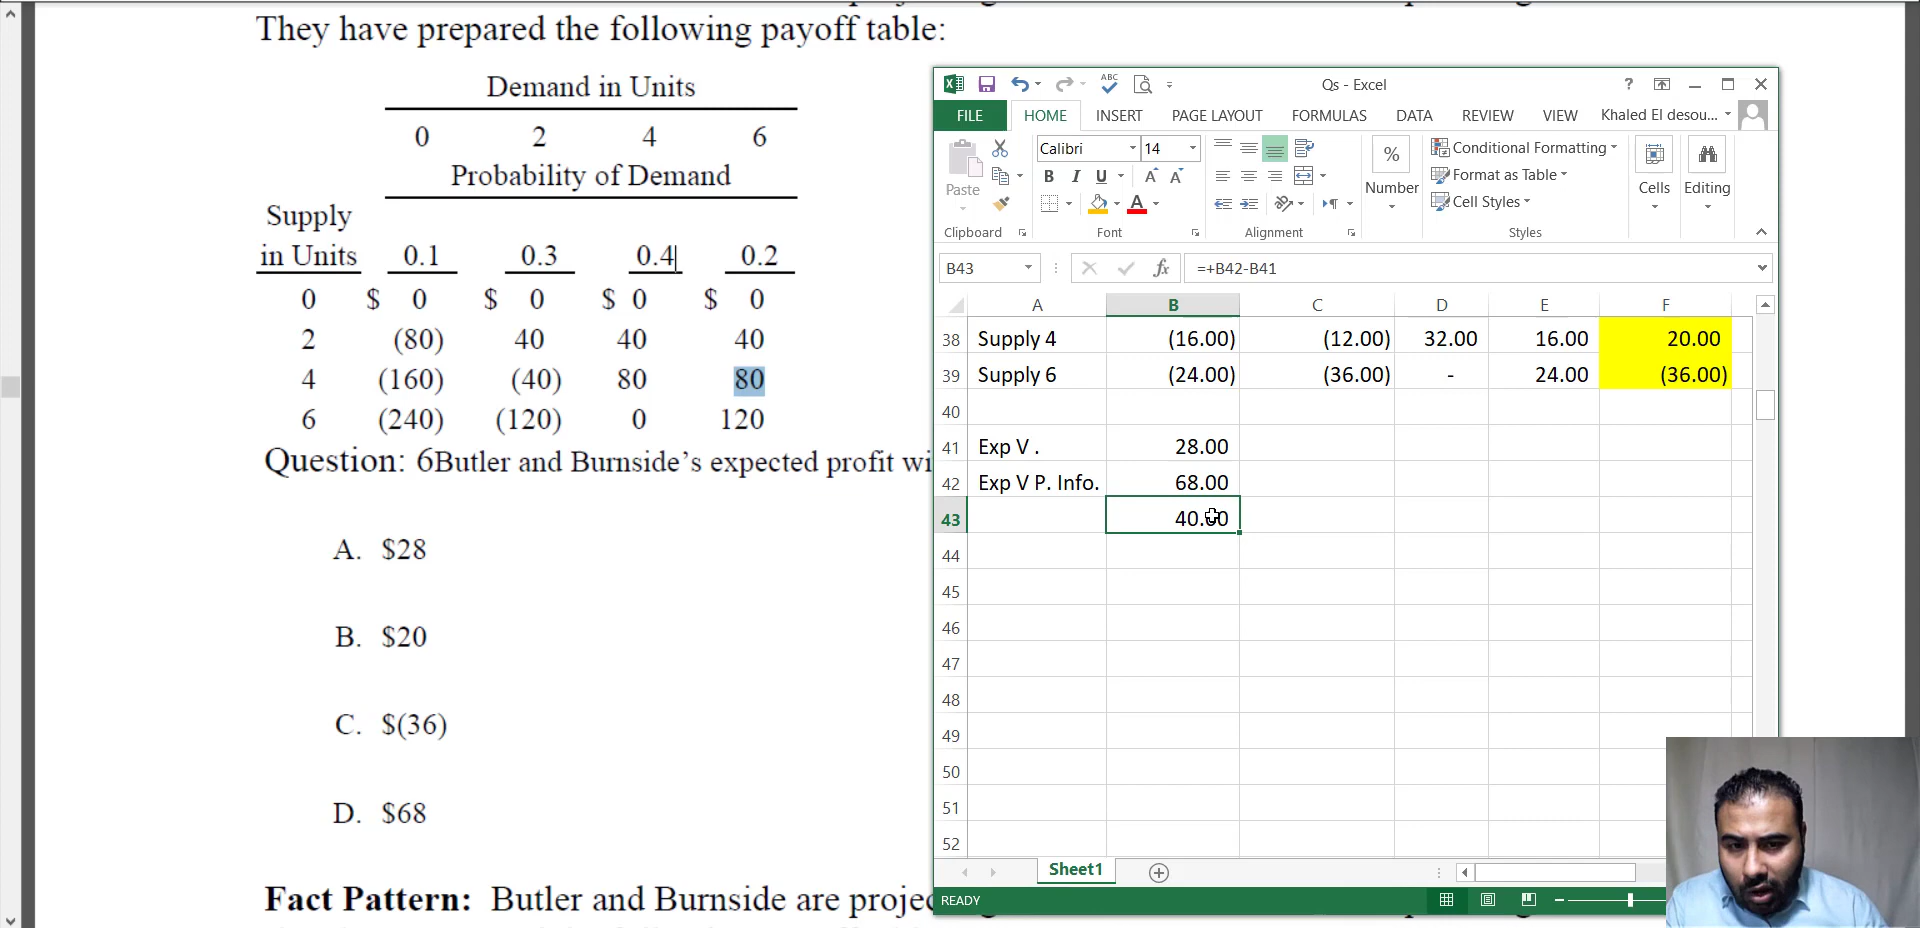 They have prepared the following payoff table:
Demand in Units
0 2 4 6
Probability of Demand
Supply
in Units 0.1 0.3 0.4 0.2
0 $ 0 $ 0 $ 0 $ 0
2 (80) 40 40 40
4 (160) (40) 80 80
6 (240) (120) 0 120
Question: 6Butler and Burnside’s expected profit wi
A. $28
B. $20
C. $(36)
D. $68
Fact Pattern: Butler and Burnside are projec
Qs - Excel
?
FILE HOME INSERT PAGE LAYOUT FORMULAS DATA REVIEW VIEW Khaled El desou...
Paste
Calibri 14
B I U A A
A
%
Number
Conditional Formatting
Format as Table
Cell Styles
Cells
Editing
Clipboard Font Alignment Styles
B43 fx =+B42-B41
A B C D E F
38 Supply 4 (16.00) (12.00) 32.00 16.00 20.00
39 Supply 6 (24.00) (36.00) - 24.00 (36.00)
40
41 Exp V . 28.00
42 Exp V P. Info. 68.00
43 40.00
44
45
46
47
48
49
50
51
52
Sheet1
READY